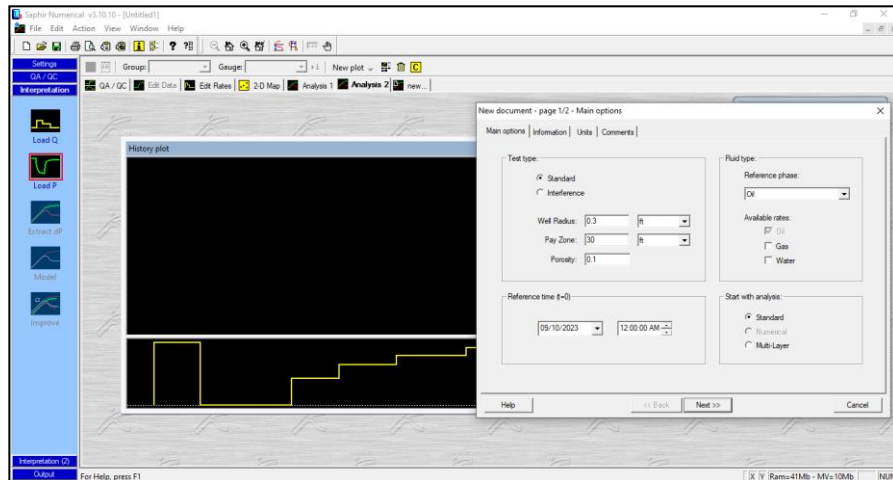 Saphir Numerical v3.10.10 - [Untitled1]
File Edit Action View Window Help
Settings
QA / QC
Interpretation
Group:
Gauge:
New plot
QA / QC
Edit Data
Edit Rates
2-D Map
Analysis 1
Analysis 2
new...
Load Q
Load P
Extract dP
Model
Improve
Interpretation (2)
Output
History plot
New document - page 1/2 - Main options
Main options Information Units Comments
Test type:
Standard
Interference
Well Radius: 0.3 ft
Pay Zone: 30 ft
Porosity: 0.1
Fluid type:
Reference phase:
Oil
Available rates:
Oil
Gas
Water
Reference time (t=0)
09/10/2023 12:00:00 AM
Start with analysis:
Standard
Numerical
Multi-Layer
Help << Back Next >> Cancel
For Help, press F1
X Y Ram=41Mb - MV=10Mb NUM